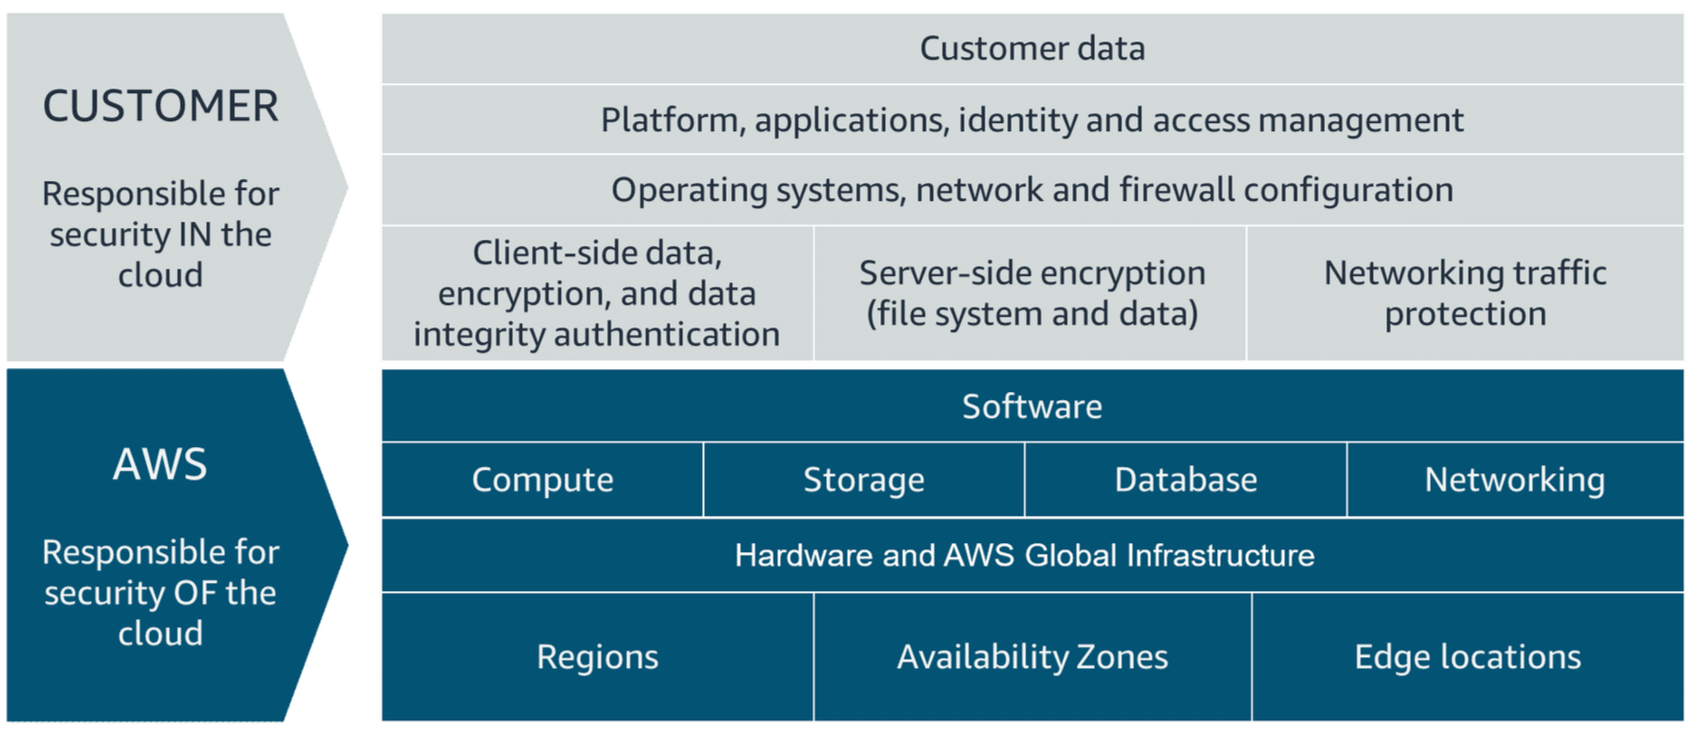 CUSTOMER
Responsible for
security IN the
cloud
Customer data
Platform, applications, identity and access management
Operating systems, network and firewall configuration
Client-side data,
encryption, and data
integrity authentication
Server-side encryption
(file system and data)
Networking traffic
protection
AWS
Responsible for
security OF the
cloud
Software
Compute
Storage
Database
Networking
Hardware and AWS Global Infrastructure
Regions
Availability Zones
Edge locations